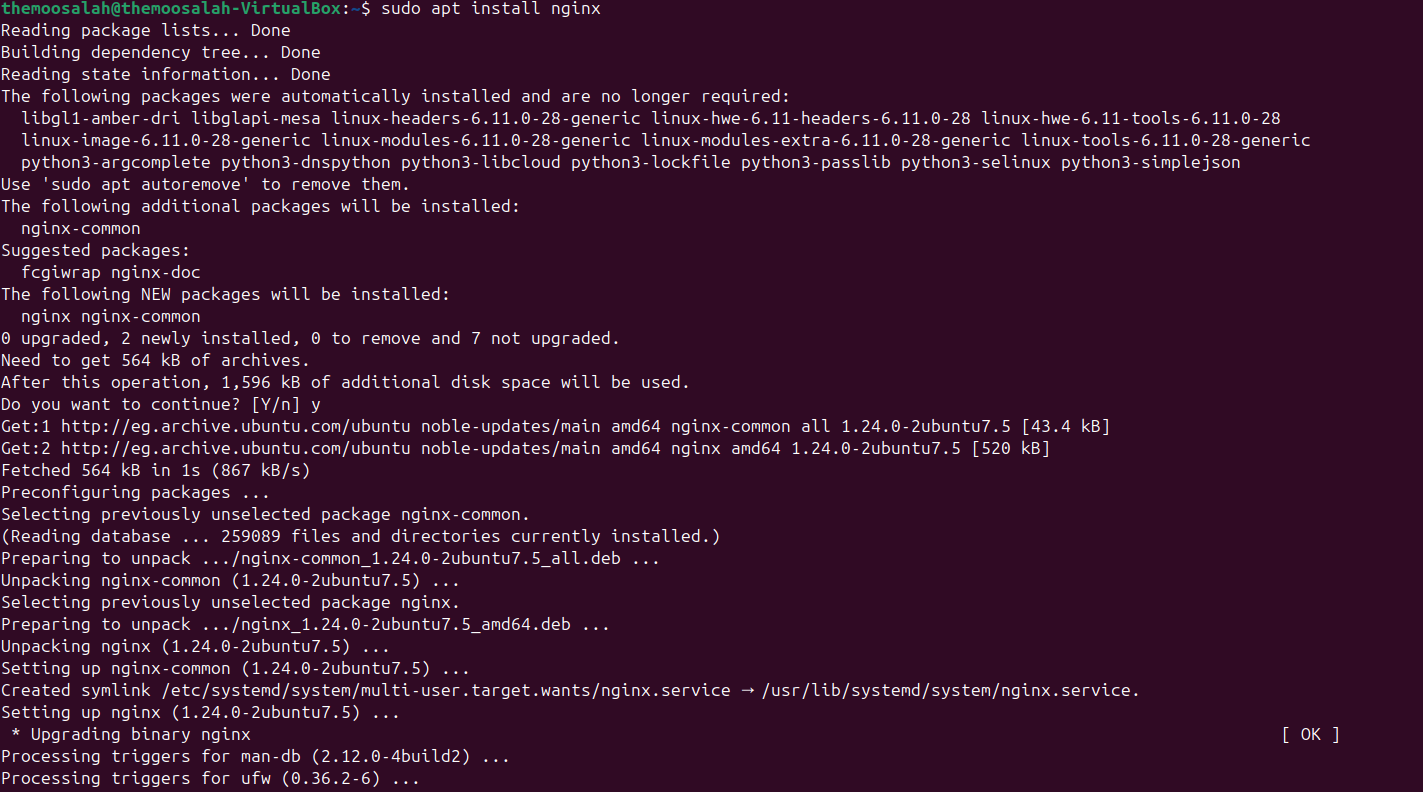 themoosalah@themoosalah-VirtualBox:~$ sudo apt install nginx
Reading package lists... Done
Building dependency tree... Done
Reading state information... Done
The following packages were automatically installed and are no longer required:
  libgl1-amber-dri libglapi-mesa linux-headers-6.11.0-28-generic linux-hwe-6.11-headers-6.11.0-28 linux-hwe-6.11-tools-6.11.0-28
  linux-image-6.11.0-28-generic linux-modules-6.11.0-28-generic linux-modules-extra-6.11.0-28-generic linux-tools-6.11.0-28-generic
  python3-argcomplete python3-dnspython python3-libcloud python3-lockfile python3-passlib python3-selinux python3-simplejson
Use 'sudo apt autoremove' to remove them.
The following additional packages will be installed:
  nginx-common
Suggested packages:
  fcgiwrap nginx-doc
The following NEW packages will be installed:
  nginx nginx-common
0 upgraded, 2 newly installed, 0 to remove and 7 not upgraded.
Need to get 564 kB of archives.
After this operation, 1,596 kB of additional disk space will be used.
Do you want to continue? [Y/n] y
Get:1 http://eg.archive.ubuntu.com/ubuntu noble-updates/main amd64 nginx-common all 1.24.0-2ubuntu7.5 [43.4 kB]
Get:2 http://eg.archive.ubuntu.com/ubuntu noble-updates/main amd64 nginx amd64 1.24.0-2ubuntu7.5 [520 kB]
Fetched 564 kB in 1s (867 kB/s)
Preconfiguring packages ...
Selecting previously unselected package nginx-common.
(Reading database ... 259089 files and directories currently installed.)
Preparing to unpack .../nginx-common_1.24.0-2ubuntu7.5_all.deb ...
Unpacking nginx-common (1.24.0-2ubuntu7.5) ...
Selecting previously unselected package nginx.
Preparing to unpack .../nginx_1.24.0-2ubuntu7.5_amd64.deb ...
Unpacking nginx (1.24.0-2ubuntu7.5) ...
Setting up nginx-common (1.24.0-2ubuntu7.5) ...
Created symlink /etc/systemd/system/multi-user.target.wants/nginx.service → /usr/lib/systemd/system/nginx.service.
Setting up nginx (1.24.0-2ubuntu7.5) ...
 * Upgrading binary nginx [ OK ]
Processing triggers for man-db (2.12.0-4build2) ...
Processing triggers for ufw (0.36.2-6) ...